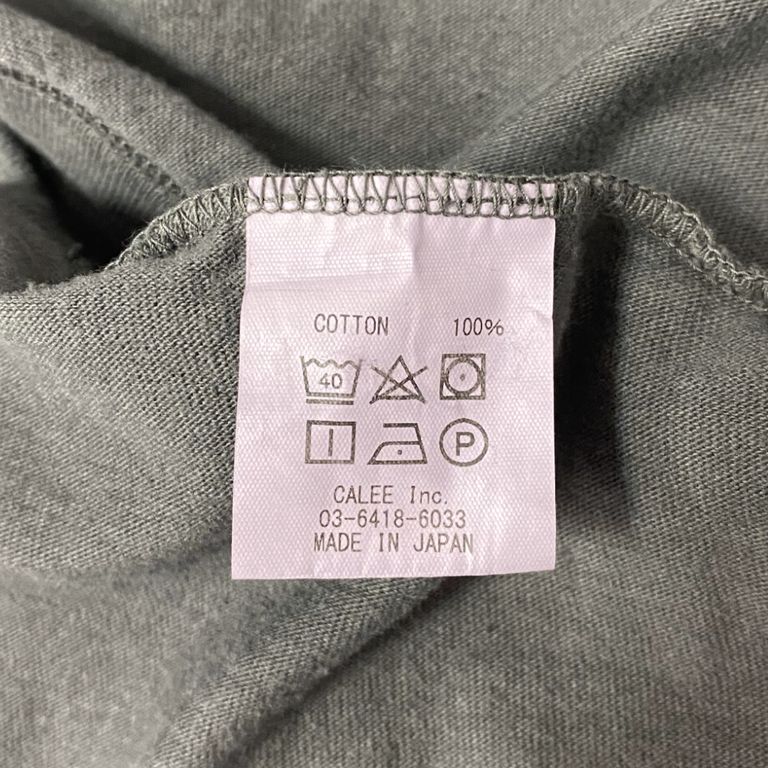 COTTON 100%
40
P
CALEE Inc.
03-6418-6033
MADE IN JAPAN